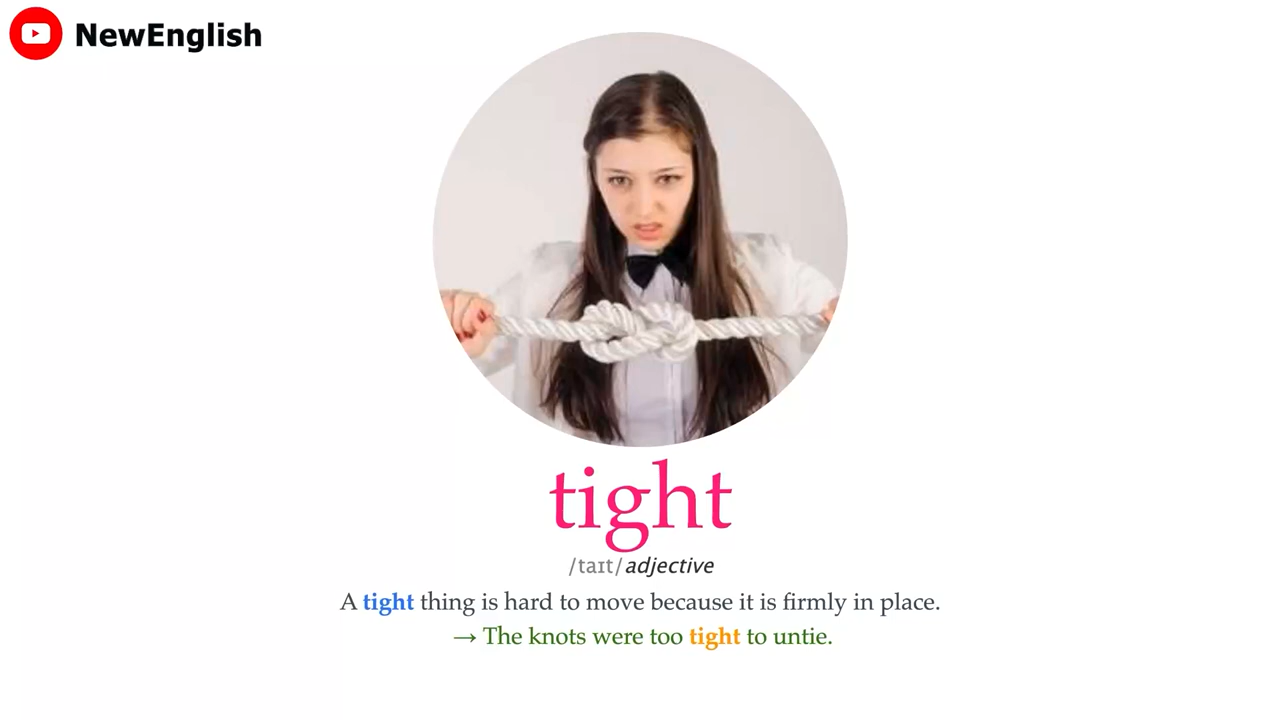 NewEnglish
tight
/taɪt/adjective
A tight thing is hard to move because it is firmly in place.
→ The knots were too tight to untie.